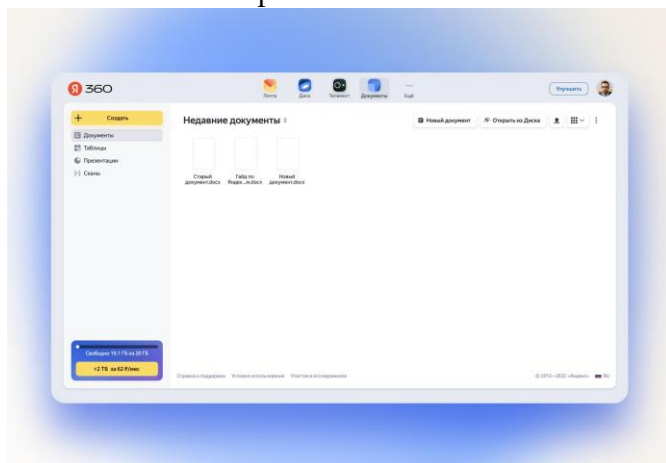 Я 360
Почта
Диск
Телемост
Документы
Ещё
Улучшить
+ Создать
Документы
Таблицы
Презентации
Сканы
Недавние документы
Новый документ
Открыть из Диска
Старый
документ.docx
Гайд по
Яндек...м.docx
Новый
документ.docx
Свободно 19,1 ГБ из 20 ГБ
+2 ТБ за 62 ₽/мес
Справка и поддержка
Условия использования
Участие в исследованиях
© 2012—2022 «Яндекс»
RU